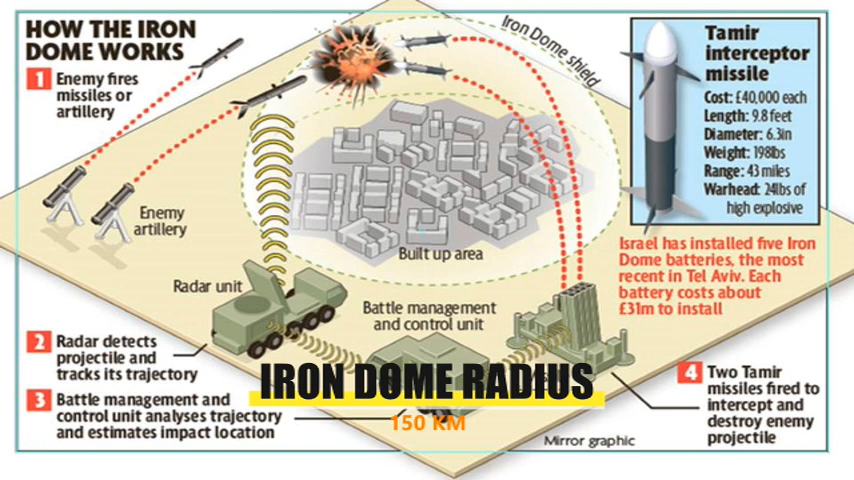 HOW THE IRON
DOME WORKS
1 Enemy fires
missiles or
artillery
Enemy
artillery
Iron Dome shield
Built up area
Radar unit
Battle management
and control unit
Tamir
interceptor
missile
Cost: £40,000 each
Length: 9.8 feet
Diameter: 6.3in
Weight: 198lbs
Range: 43 miles
Warhead: 24lbs of
high explosive
Israel has installed five Iron
Dome batteries, the most
recent in Tel Aviv. Each
battery costs about
£31m to install
2 Radar detects
projectile and
tracks its trajectory
3 Battle management and
control unit analyses trajectory
and estimates impact location
4 Two Tamir
missiles fired to
intercept and
destroy enemy
projectile
IRON DOME RADIUS
150 KM
Mirror graphic